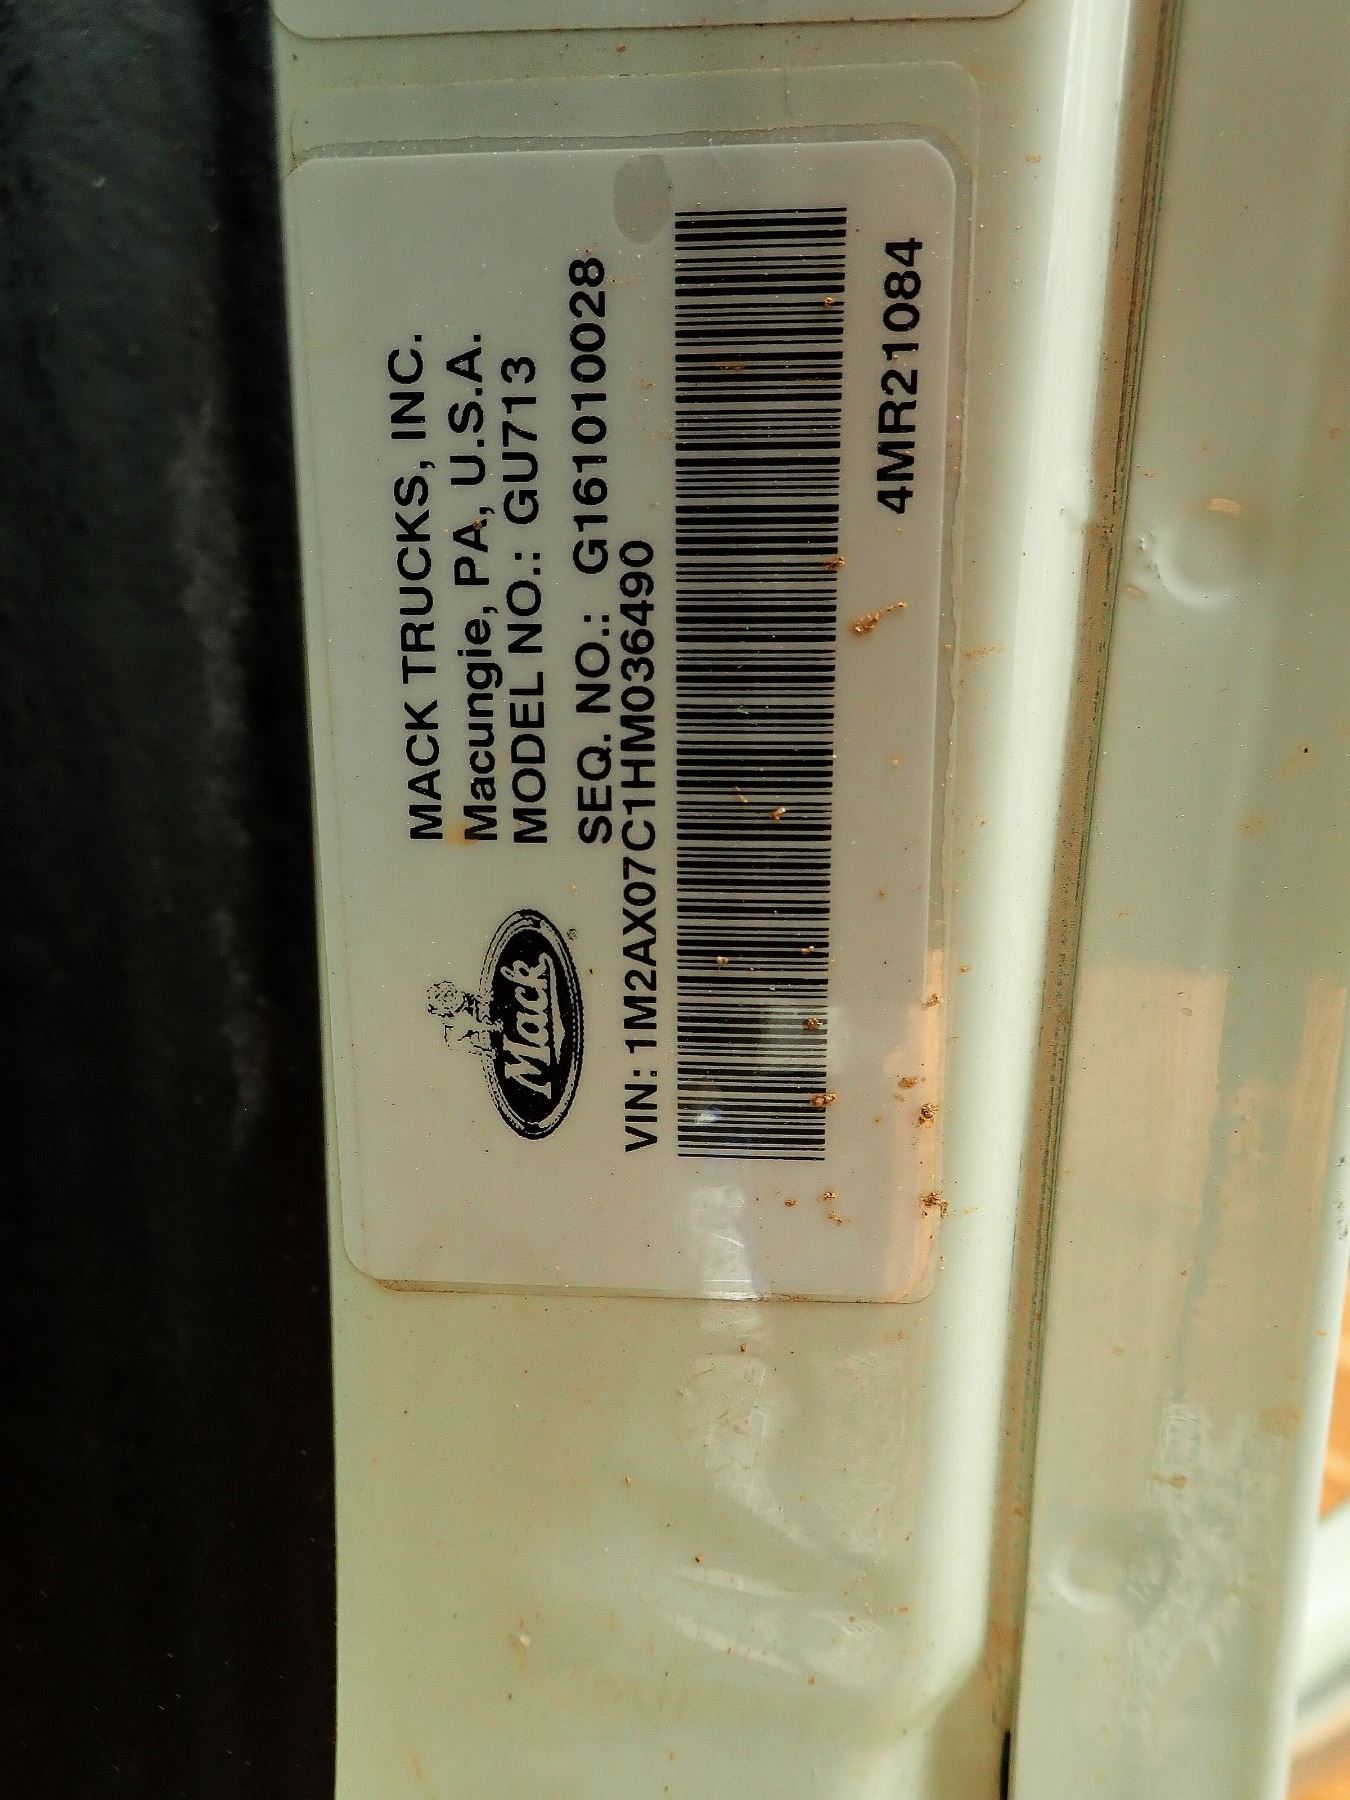 MACK TRUCKS, INC.
Macungie, PA, U.S.A.
MODEL NO.: GU713
SEQ. NO.: G161010028
Mack®
VIN: 1M2AX07C1HM036490
4MR21084